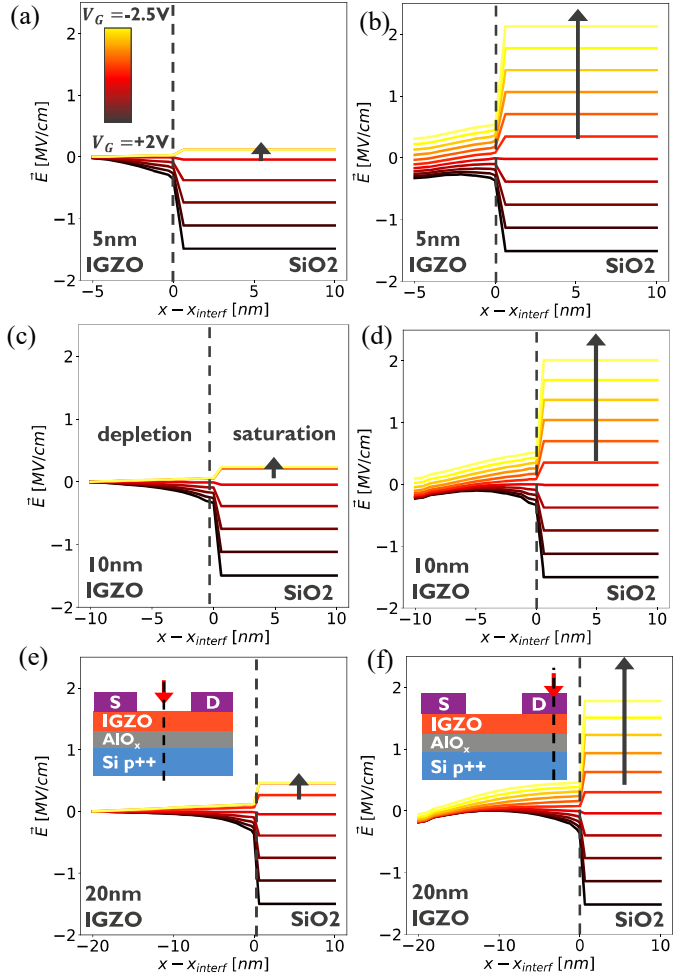 (a)
V_G = -2.5V
V_G = +2V
2
1
0
−1
−2
E⃗ [MV/cm]
5nm
IGZO
SiO2
−5
0
5
10
x − x_interf [nm]
(b)
2
1
0
−1
−2
E⃗ [MV/cm]
5nm
IGZO
SiO2
−5
0
5
10
x − x_interf [nm]
(c)
2
1
0
−1
−2
E⃗ [MV/cm]
depletion
saturation
10nm
IGZO
SiO2
−10
−5
0
5
10
x − x_interf [nm]
(d)
2
1
0
−1
−2
E⃗ [MV/cm]
10nm
IGZO
SiO2
−10
−5
0
5
10
x − x_interf [nm]
(e)
2
1
0
−1
−2
E⃗ [MV/cm]
S
D
IGZO
AlOx
Si p++
20nm
IGZO
SiO2
−20
−10
0
10
x − x_interf [nm]
(f)
2
1
0
−1
−2
E⃗ [MV/cm]
S
D
IGZO
AlOx
Si p++
20nm
IGZO
SiO2
−20
−10
0
10
x − x_interf [nm]